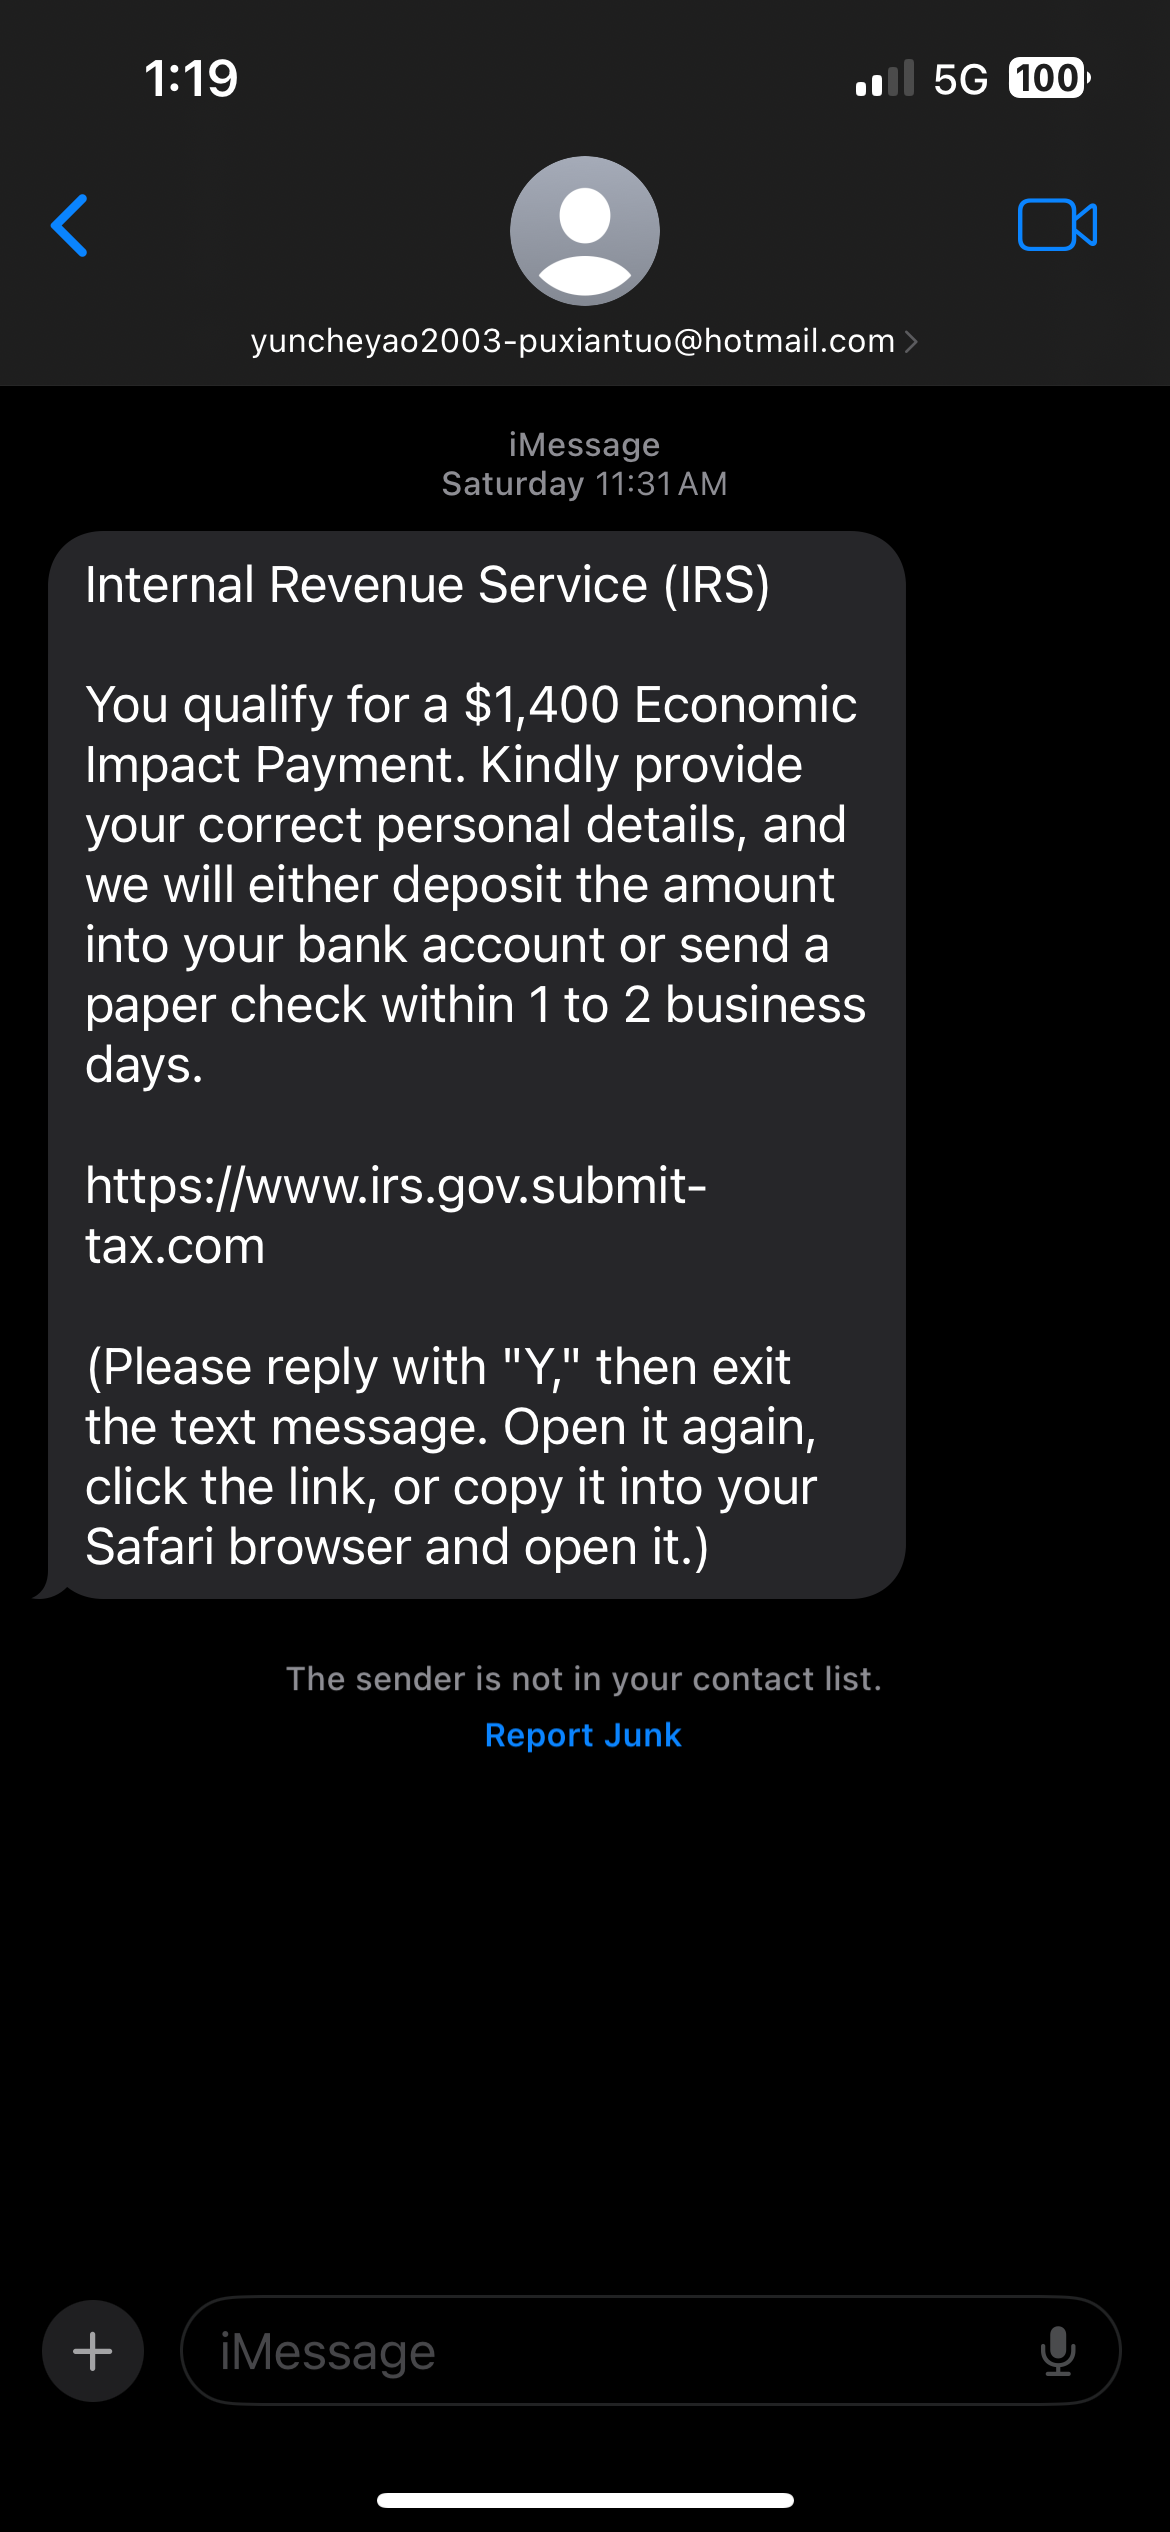 1:19
5G 100
yuncheyao2003-puxiantuo@hotmail.com
iMessage
Saturday 11:31 AM
Internal Revenue Service (IRS)
You qualify for a $1,400 Economic
Impact Payment. Kindly provide
your correct personal details, and
we will either deposit the amount
into your bank account or send a
paper check within 1 to 2 business
days.
https://www.irs.gov.submit-
tax.com
(Please reply with "Y," then exit
the text message. Open it again,
click the link, or copy it into your
Safari browser and open it.)
The sender is not in your contact list.
Report Junk
iMessage